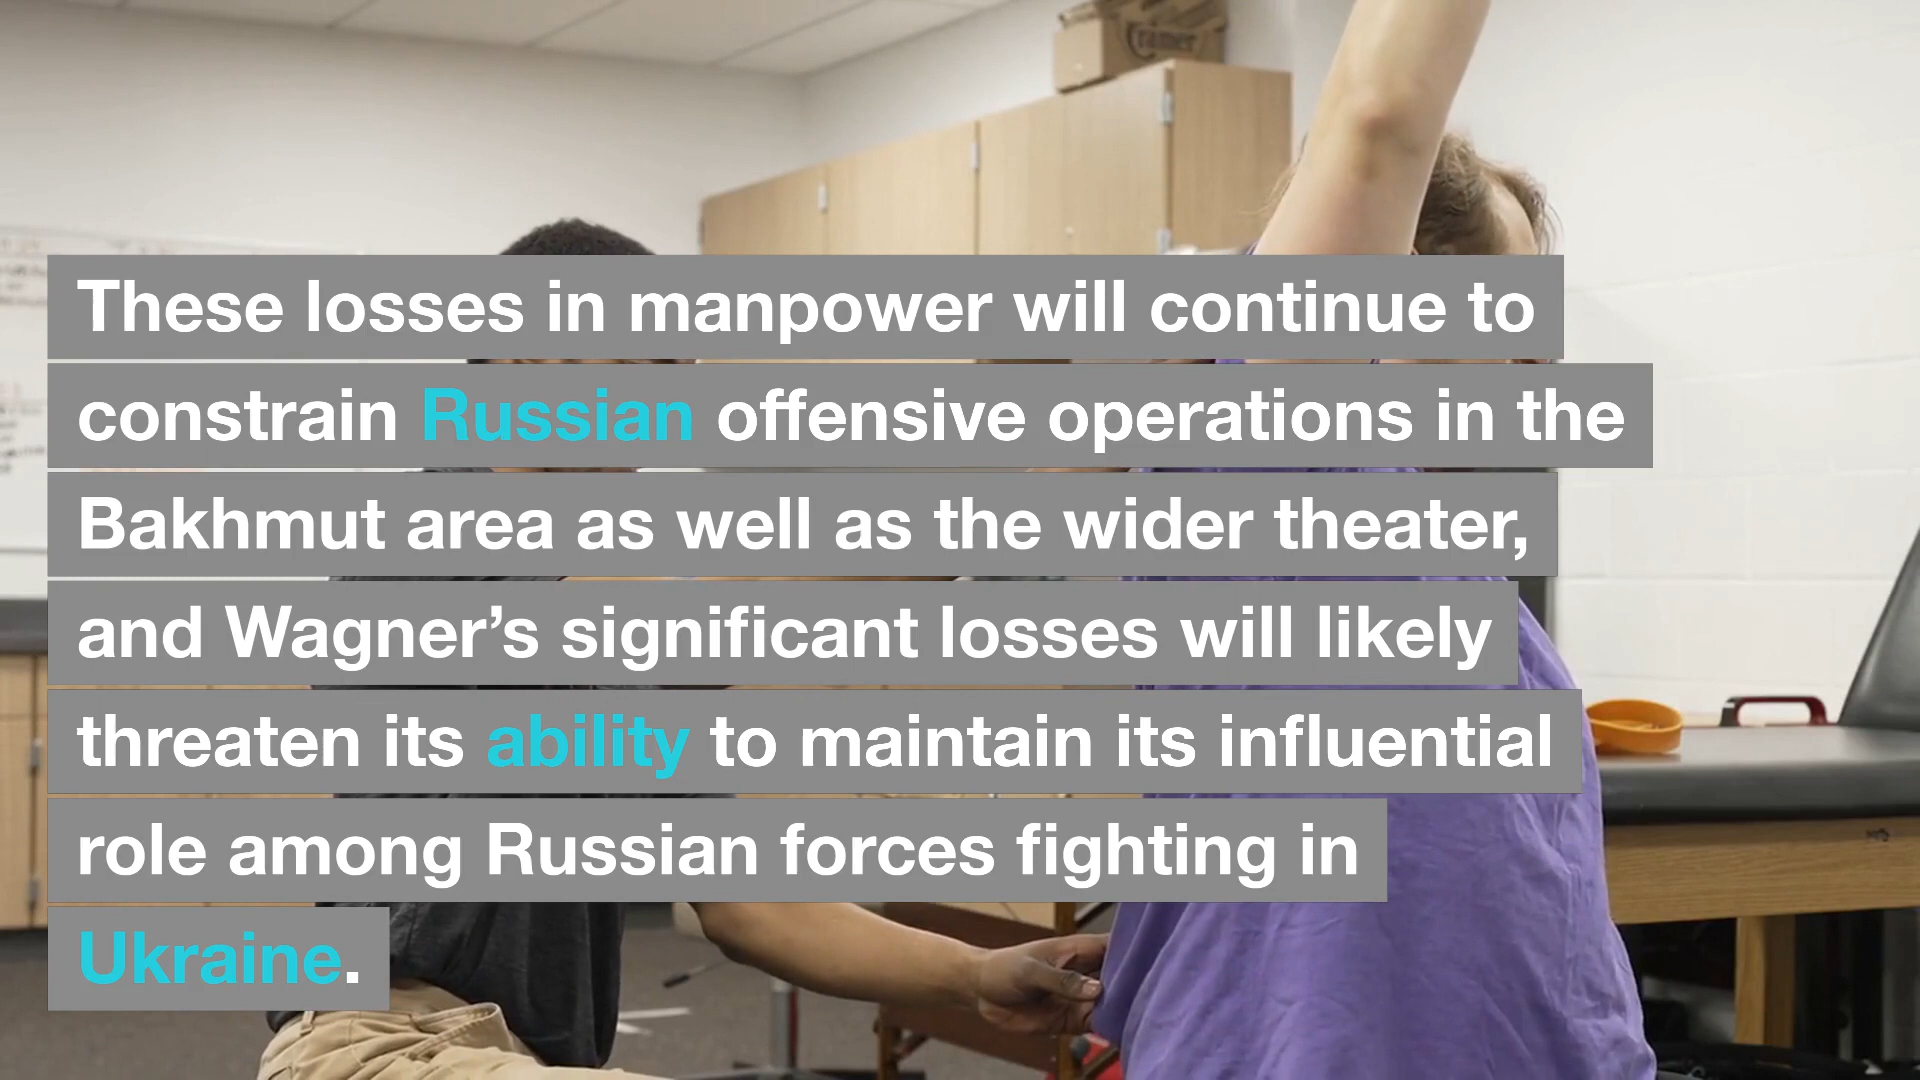 ramer
These losses in manpower will continue to
constrain Russian offensive operations in the
Bakhmut area as well as the wider theater,
and Wagner’s significant losses will likely
threaten its ability to maintain its influential
role among Russian forces fighting in
Ukraine.